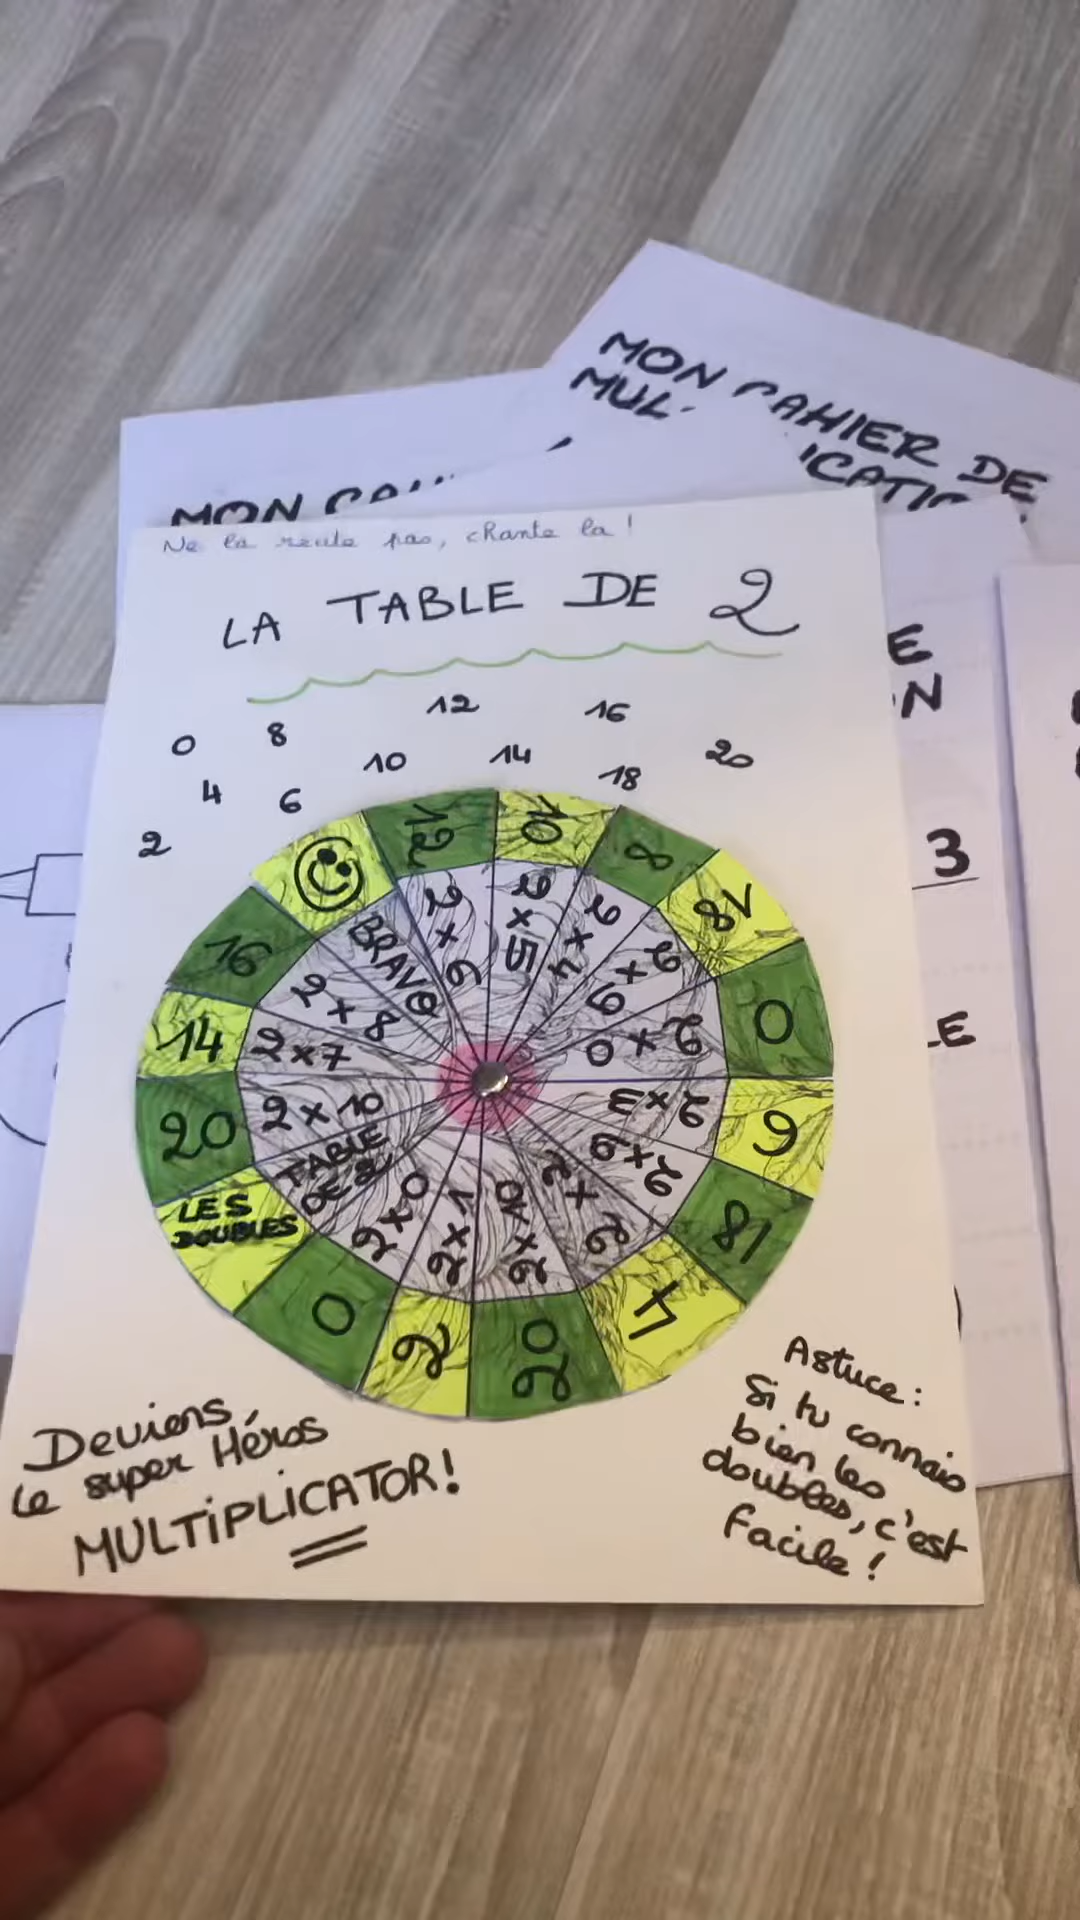 MON CAHIER DE
MUL
ICATIO
MON CA
Ne la recule pas, chante la !
LA TABLE DE 2
E
N
12
16
0
8
10
14
20
4
6
18
2
3
E
12
10
8
18
0
6
18
4
20
2
0
LES
DOUBLES
20
14
16
BRAVO
2 x 6
2 x 5
2 x 4
2 x 9
2 x 0
2 x 3
2 x 9
2 x 2
2 x 10
2 x 1
2 x 0
TABLE
DE 2
2 x 10
2 x 7
2 x 8
Deviens
le super Héros
MULTIPLICATOR!
Astuce :
Si tu connais
bien les
doubles, c'est
facile !